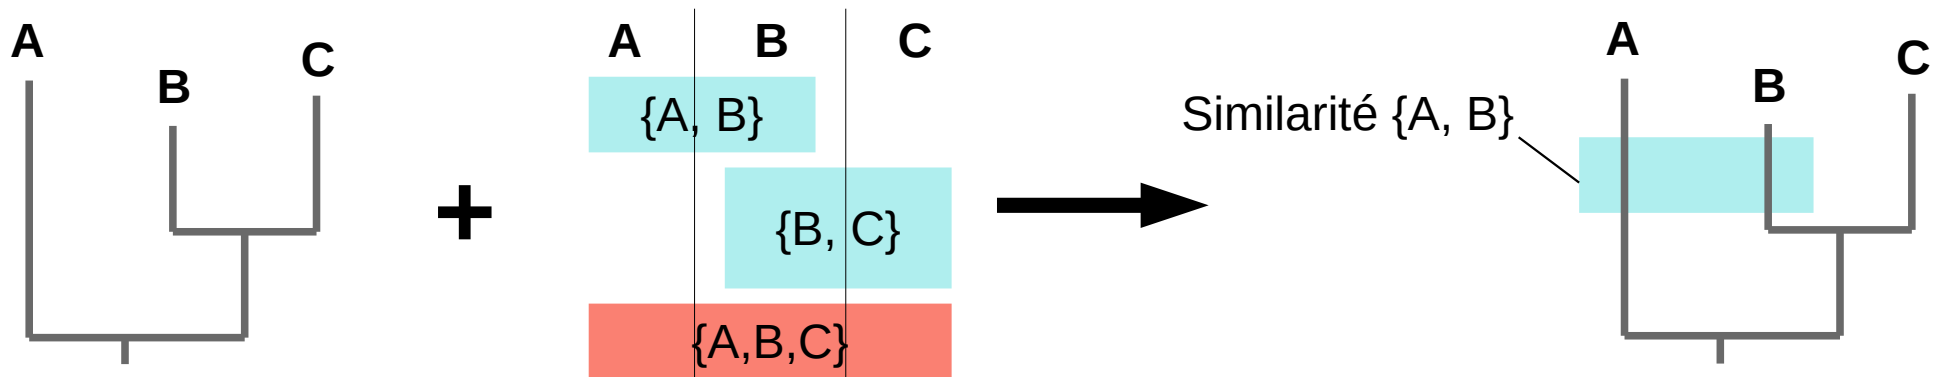 A
B
C
+
A
B
C
{A, B}
{B, C}
{A,B,C}
Similarité {A, B}
A
B
C